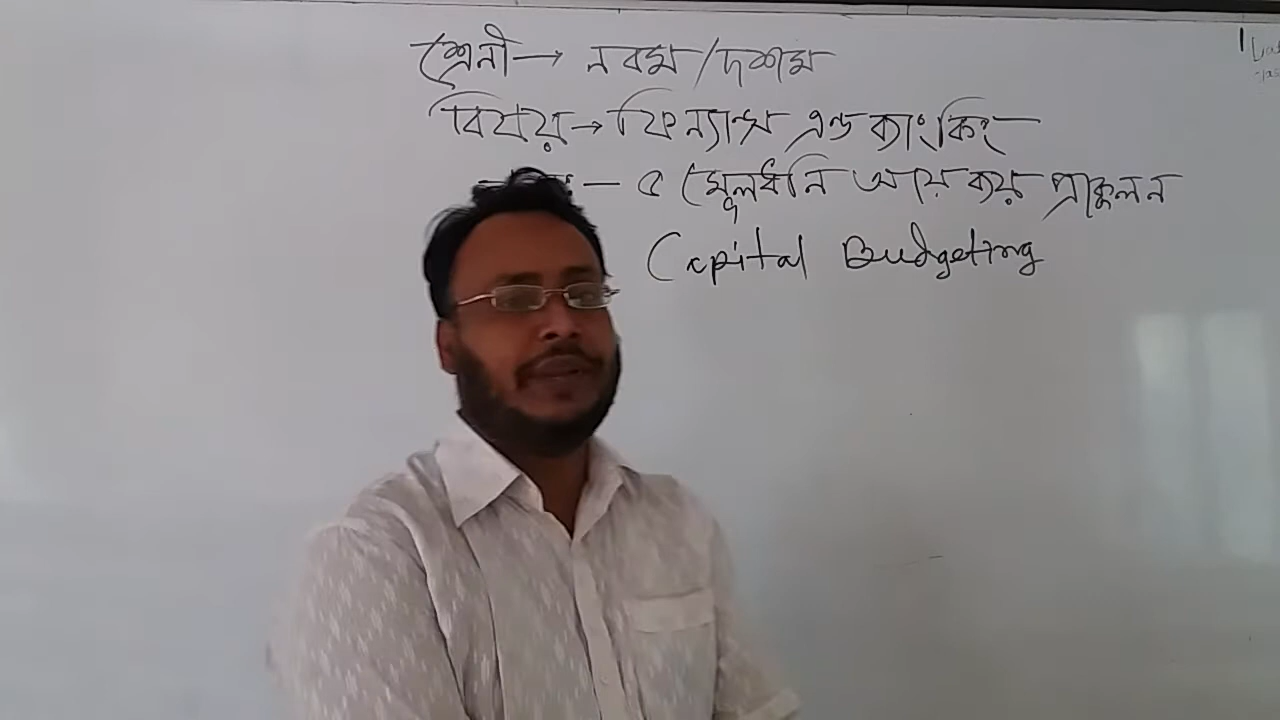 শ্রেনী → নবম/দশম
বিষয় → ফিন্যান্স এন্ড ব্যাংকিং
— ৫ মূলধনি আয় ব্যয় প্রাক্কলন
Capital Budgeting